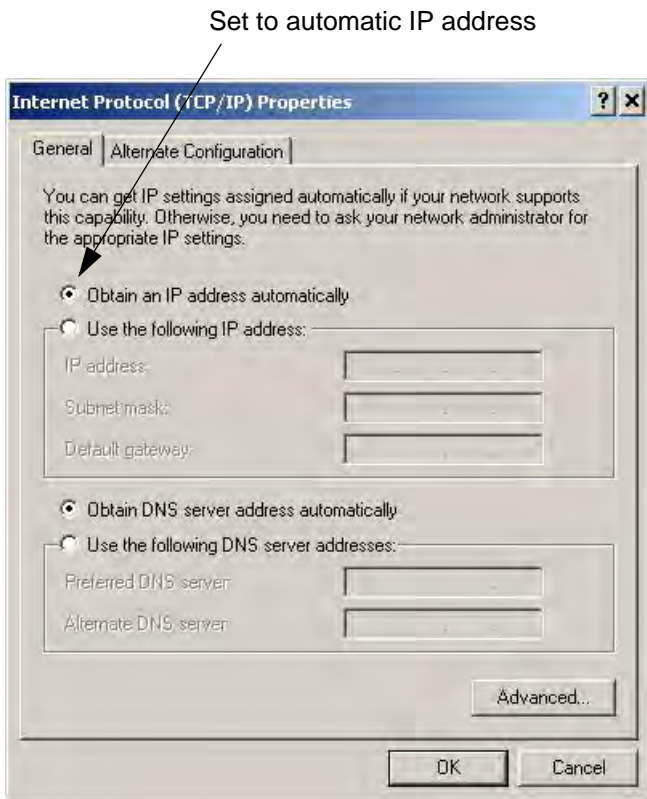 Set to automatic IP address
Internet Protocol (TCP/IP) Properties
General
Alternate Configuration
You can get IP settings assigned automatically if your network supports
this capability. Otherwise, you need to ask your network administrator for
the appropriate IP settings.
Obtain an IP address automatically
Use the following IP address:
IP address:
Subnet mask:
Default gateway:
Obtain DNS server address automatically
Use the following DNS server addresses:
Preferred DNS server:
Alternate DNS server:
Advanced...
OK
Cancel